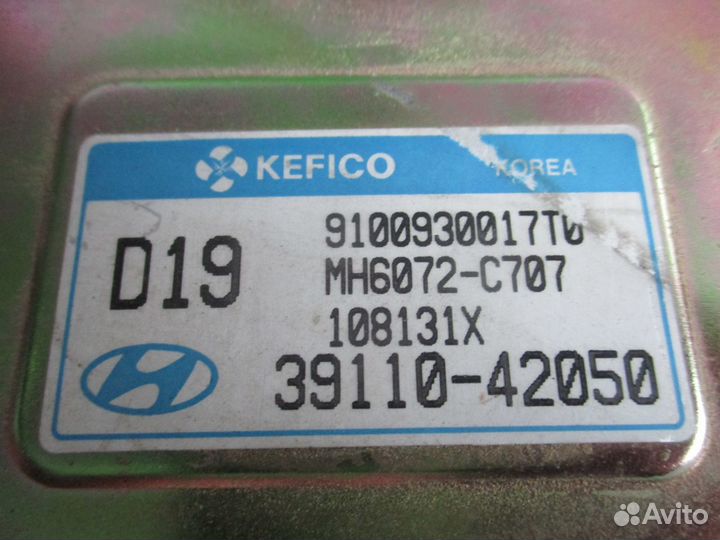 KEFICO KOREA
D19
9100930017T0
MH6072-C707
108131X
39110-42050
Avito